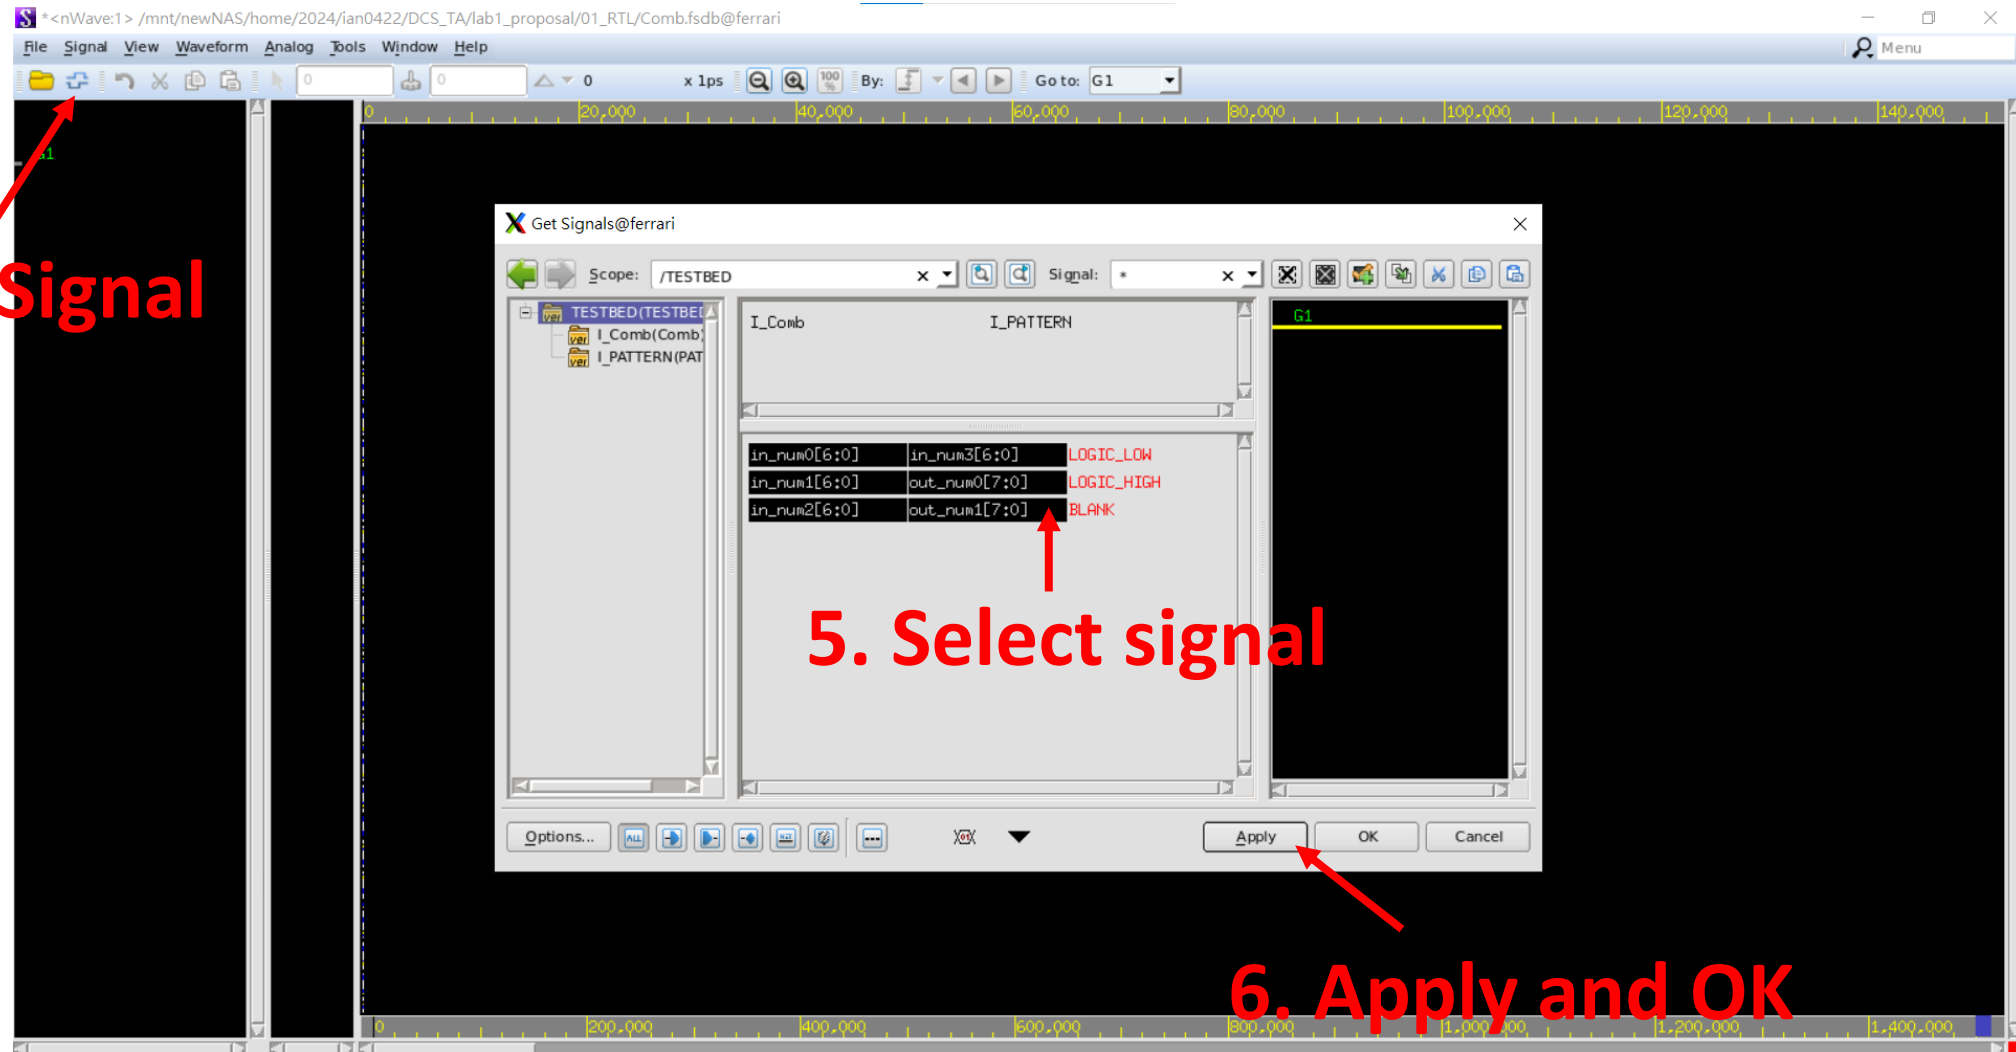 *<nWave:1> /mnt/newNAS/home/2024/ian0422/DCS_TA/lab1_proposal/01_RTL/Comb.fsdb@ferrari
File Signal View Waveform Analog Tools Window Help Menu
0 0 0 x 1ps 100% By: Go to: G1
0 20,000 40,000 60,000 80,000 100,000 120,000 140,000
G1
Signal
Get Signals@ferrari
Scope: /TESTBED Signal: *
TESTBED(TESTBED
I_Comb(Comb)
I_PATTERN(PAT
I_Comb I_PATTERN
G1
in_num0[6:0] in_num3[6:0] LOGIC_LOW
in_num1[6:0] out_num0[7:0] LOGIC_HIGH
in_num2[6:0] out_num1[7:0] BLANK
5. Select signal
Options... ALL Apply OK Cancel
6. Apply and OK
0 200,000 400,000 600,000 800,000 1,000,000 1,200,000 1,400,000